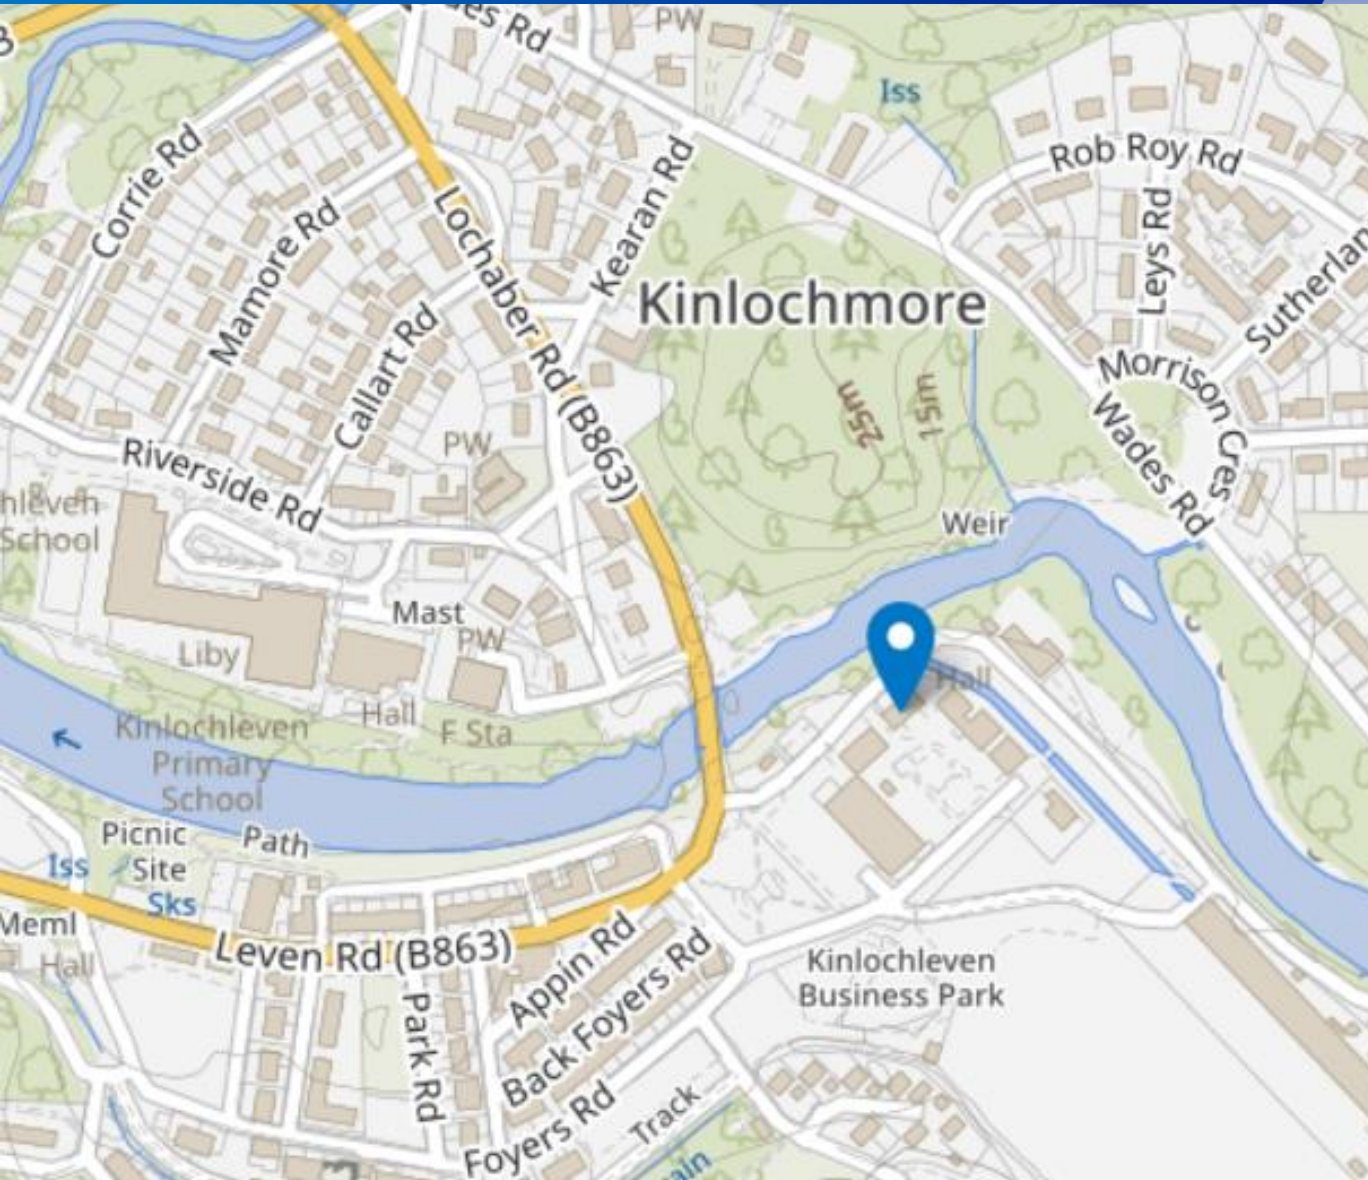 des Rd
PW
Iss
Corrie Rd
Rob Roy Rd
Mamore Rd
Lochaber Rd (B863)
Kearan Rd
Leys Rd
Kinlochmore
Sutherlan
Callart Rd
Morrison Cres
25m
15m
Wades Rd
PW
Riverside Rd
hleven
School
Weir
Mast
PW
Liby
Hall
Hall
F Sta
Kinlochleven
Primary
School
Picnic
Site
Path
Iss
Sks
Meml
Hall
Leven Rd (B863)
Appin Rd
Back Foyers Rd
Kinlochleven
Business Park
Park Rd
Foyers Rd
Track
ain